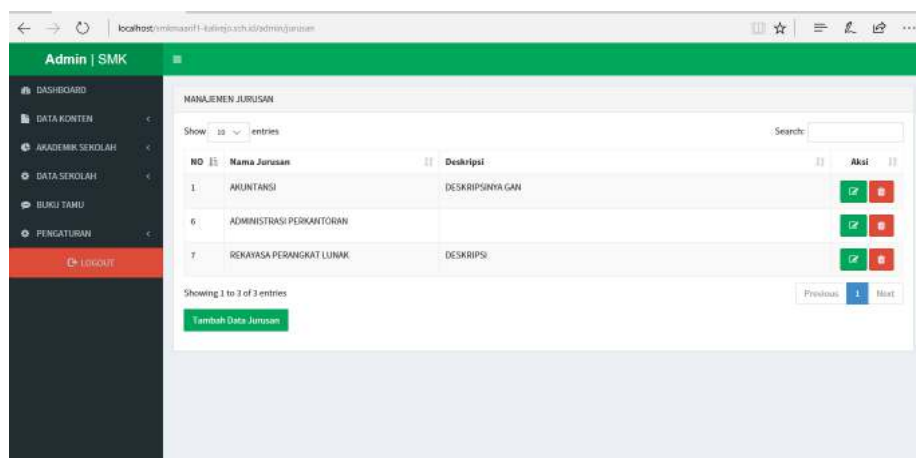 localhost/smkmaarif1-kalirejo.sch.id/admin/jurusan
Admin | SMK
DASHBOARD
DATA KONTEN
AKADEMIK SEKOLAH
DATA SEKOLAH
BUKU TAMU
PENGATURAN
LOGOUT
MANAJEMEN JURUSAN
Show 10 entries Search:
NO Nama Jurusan Deskripsi Aksi
1 AKUNTANSI DESKRIPSINYA GAN
6 ADMINISTRASI PERKANTORAN
7 REKAYASA PERANGKAT LUNAK DESKRIPSI
Showing 1 to 3 of 3 entries Previous 1 Next
Tambah Data Jurusan